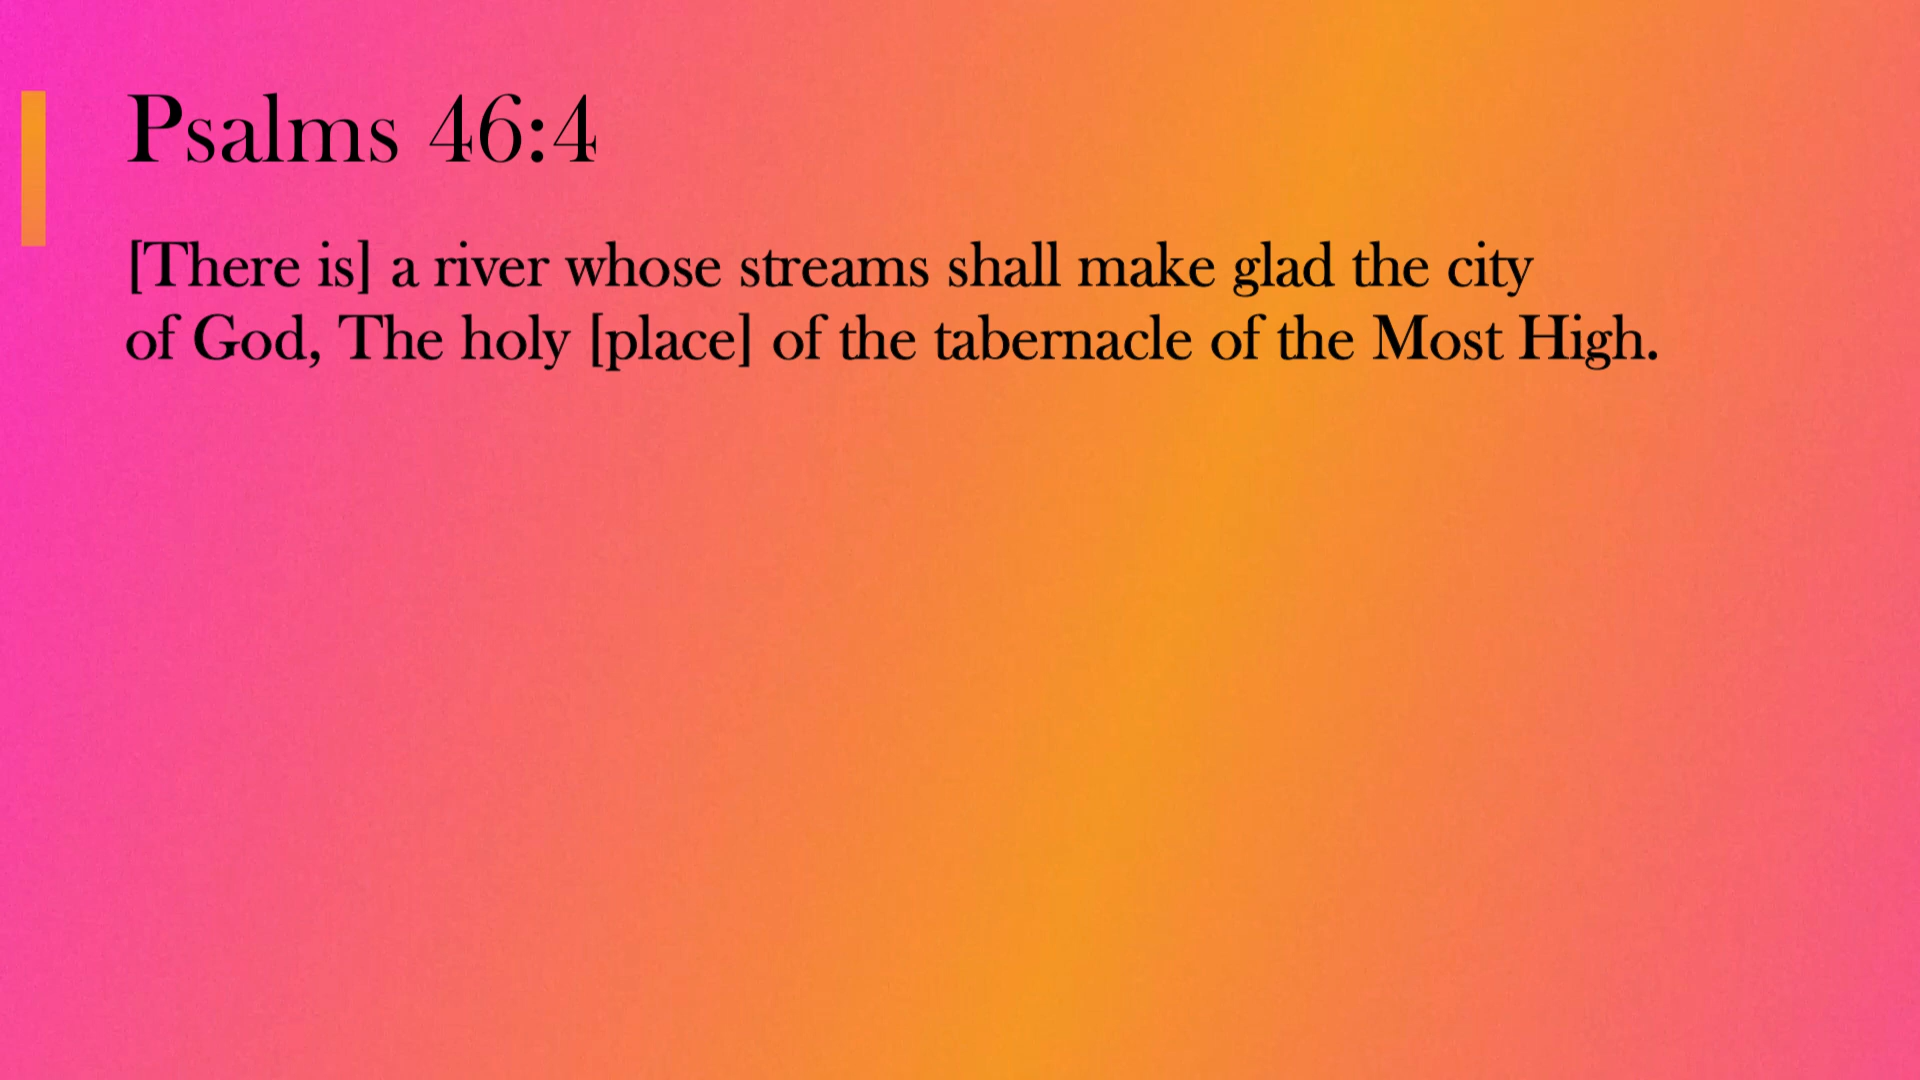 Psalms 46:4
[There is] a river whose streams shall make glad the city
of God, The holy [place] of the tabernacle of the Most High.